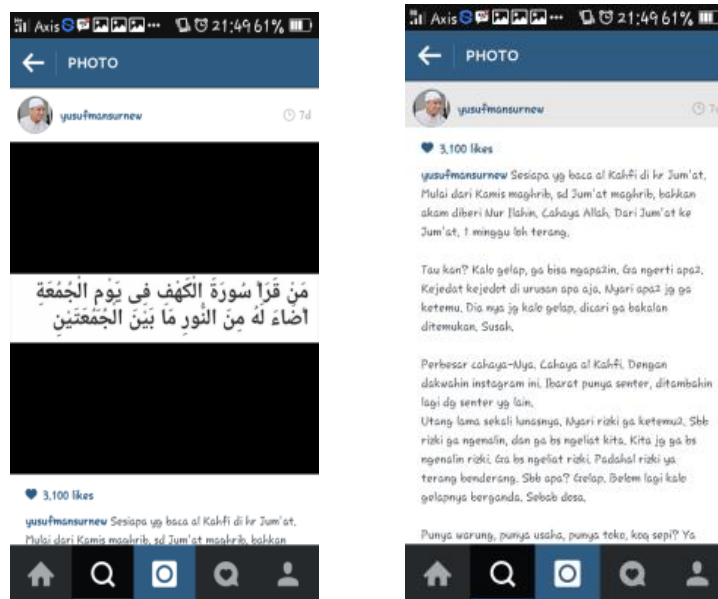 Axis S ... 21:49 61%
PHOTO
yusufmansurnew 7d
مَنْ قَرَأَ سُورَةَ الْكَهْفِ فِي يَوْمِ الْجُمُعَةِ
أَضَاءَ لَهُ مِنَ النُّورِ مَا بَيْنَ الْجُمُعَتَيْنِ
3,100 likes
yusufmansurnew Sesiapa yg baca al Kahfi di hr Jum'at.
Mulai dari Kamis maghrib, sd Jum'at maghrib, bahkan
Axis S ... 21:49 61%
PHOTO
yusufmansurnew 7d
3,100 likes
yusufmansurnew Sesiapa yg baca al Kahfi di hr Jum'at.
Mulai dari Kamis maghrib, sd Jum'at maghrib, bahkan
akam diberi Nur Ilahin, Cahaya Allah, Dari Jum'at ke
Jum'at, 1 minggu loh terang.
Tau kan? Kalo gelap, ga bisa ngapa2in. Ga ngerti apa2.
Kejedot kejedot di urusan apa aja. Nyari apa2 jg ga
ketemu. Dia nya jg kalo gelap, dicari ga bakalan
ditemukan. Susah.
Perbesar cahaya-Nya. Cahaya al Kahfi. Dengan
dakwahin instagram ini. Ibarat punya senter, ditambahin
lagi dg senter yg lain.
Utang lama sekali lunasnya. Nyari rizki ga ketemu2. Sbb
rizki ga ngenalin, dan ga bs ngeliat kita. Kita jg ga bs
ngenalin rizki. Ga bs ngeliat rizki. Padahal rizki ya
terang benderang. Sbb apa? Gelap. Belom lagi kalo
gelapnya berganda. Sebab dosa.
Punya warung, punya usaha, punya toko, koq sepi? Ya